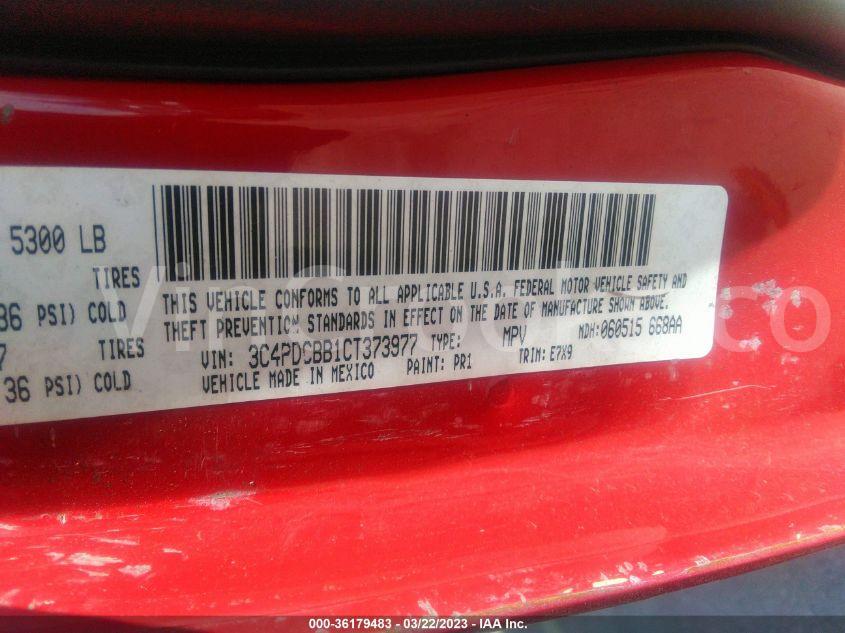 5300 LB
TIRES
THIS VEHICLE CONFORMS TO ALL APPLICABLE U.S.A. FEDERAL MOTOR VEHICLE SAFETY AND
36 PSI) COLD
THEFT PREVENTION STANDARDS IN EFFECT ON THE DATE OF MANUFACTURE SHOWN ABOVE.
7 TIRES
VIN: 3C4PDCBB1CT373977 TYPE: MPV MDH:060515 668AA
36 PSI) COLD
VEHICLE MADE IN MEXICO PAINT: PR1 TRIM: E7X9
000-36179483 - 03/22/2023 - IAA Inc.